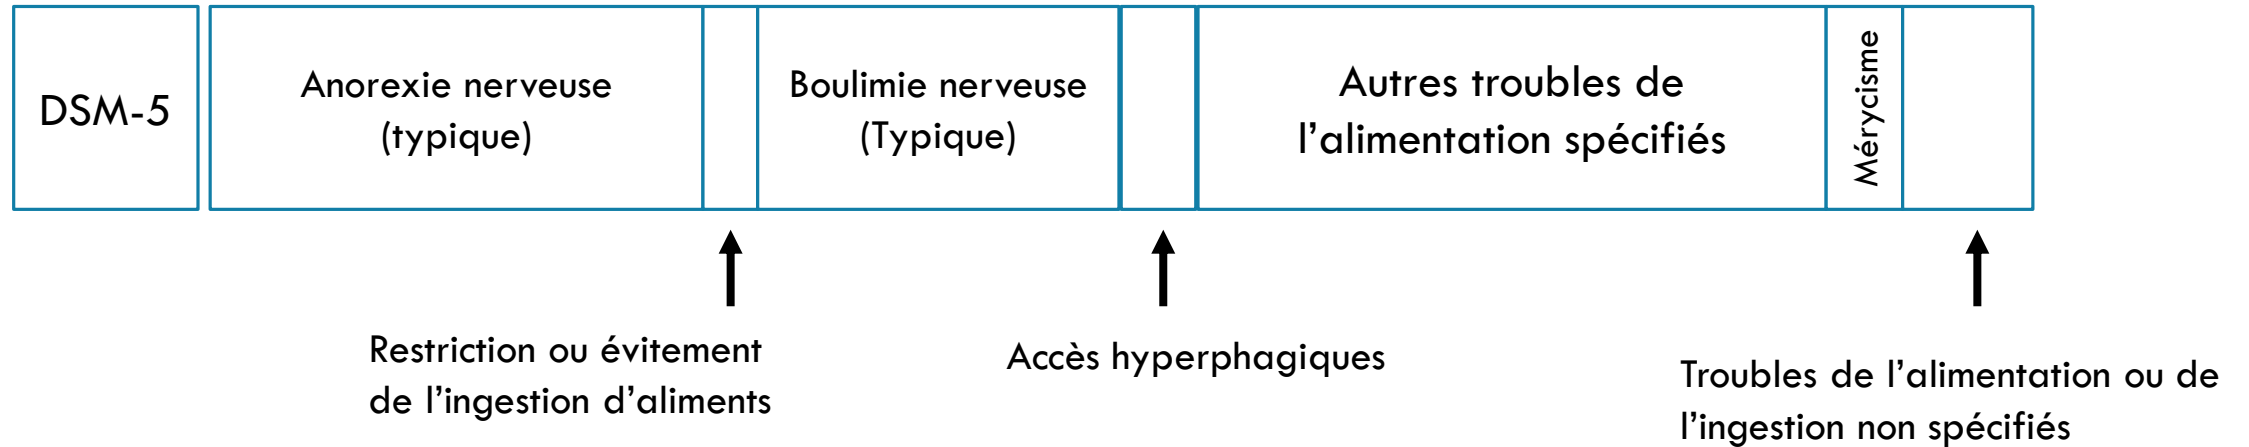 DSM-5
Anorexie nerveuse
(typique)
Boulimie nerveuse
(Typique)
Autres troubles de
l’alimentation spécifiés
Mérycisme
Restriction ou évitement
de l’ingestion d’aliments
Accès hyperphagiques
Troubles de l’alimentation ou de
l’ingestion non spécifiés